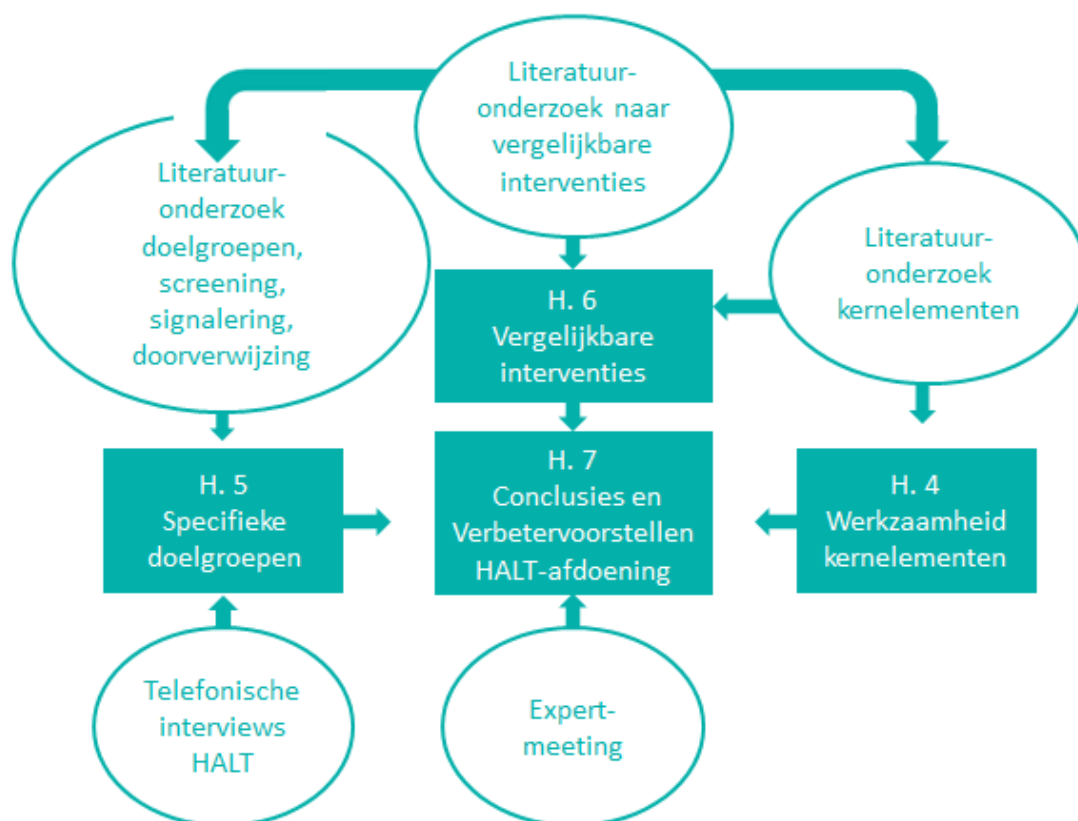 Literatuur-
onderzoek naar
vergelijkbare
interventies
Literatuur-
onderzoek
doelgroepen,
screening,
signalering,
doorverwijzing
Literatuur-
onderzoek
kernelementen
H. 6
Vergelijkbare
interventies
H. 5
Specifieke
doelgroepen
H. 7
Conclusies en
Verbetervoorstellen
HALT-afdoening
H. 4
Werkzaamheid
kernelementen
Telefonische
interviews
HALT
Expert-
meeting